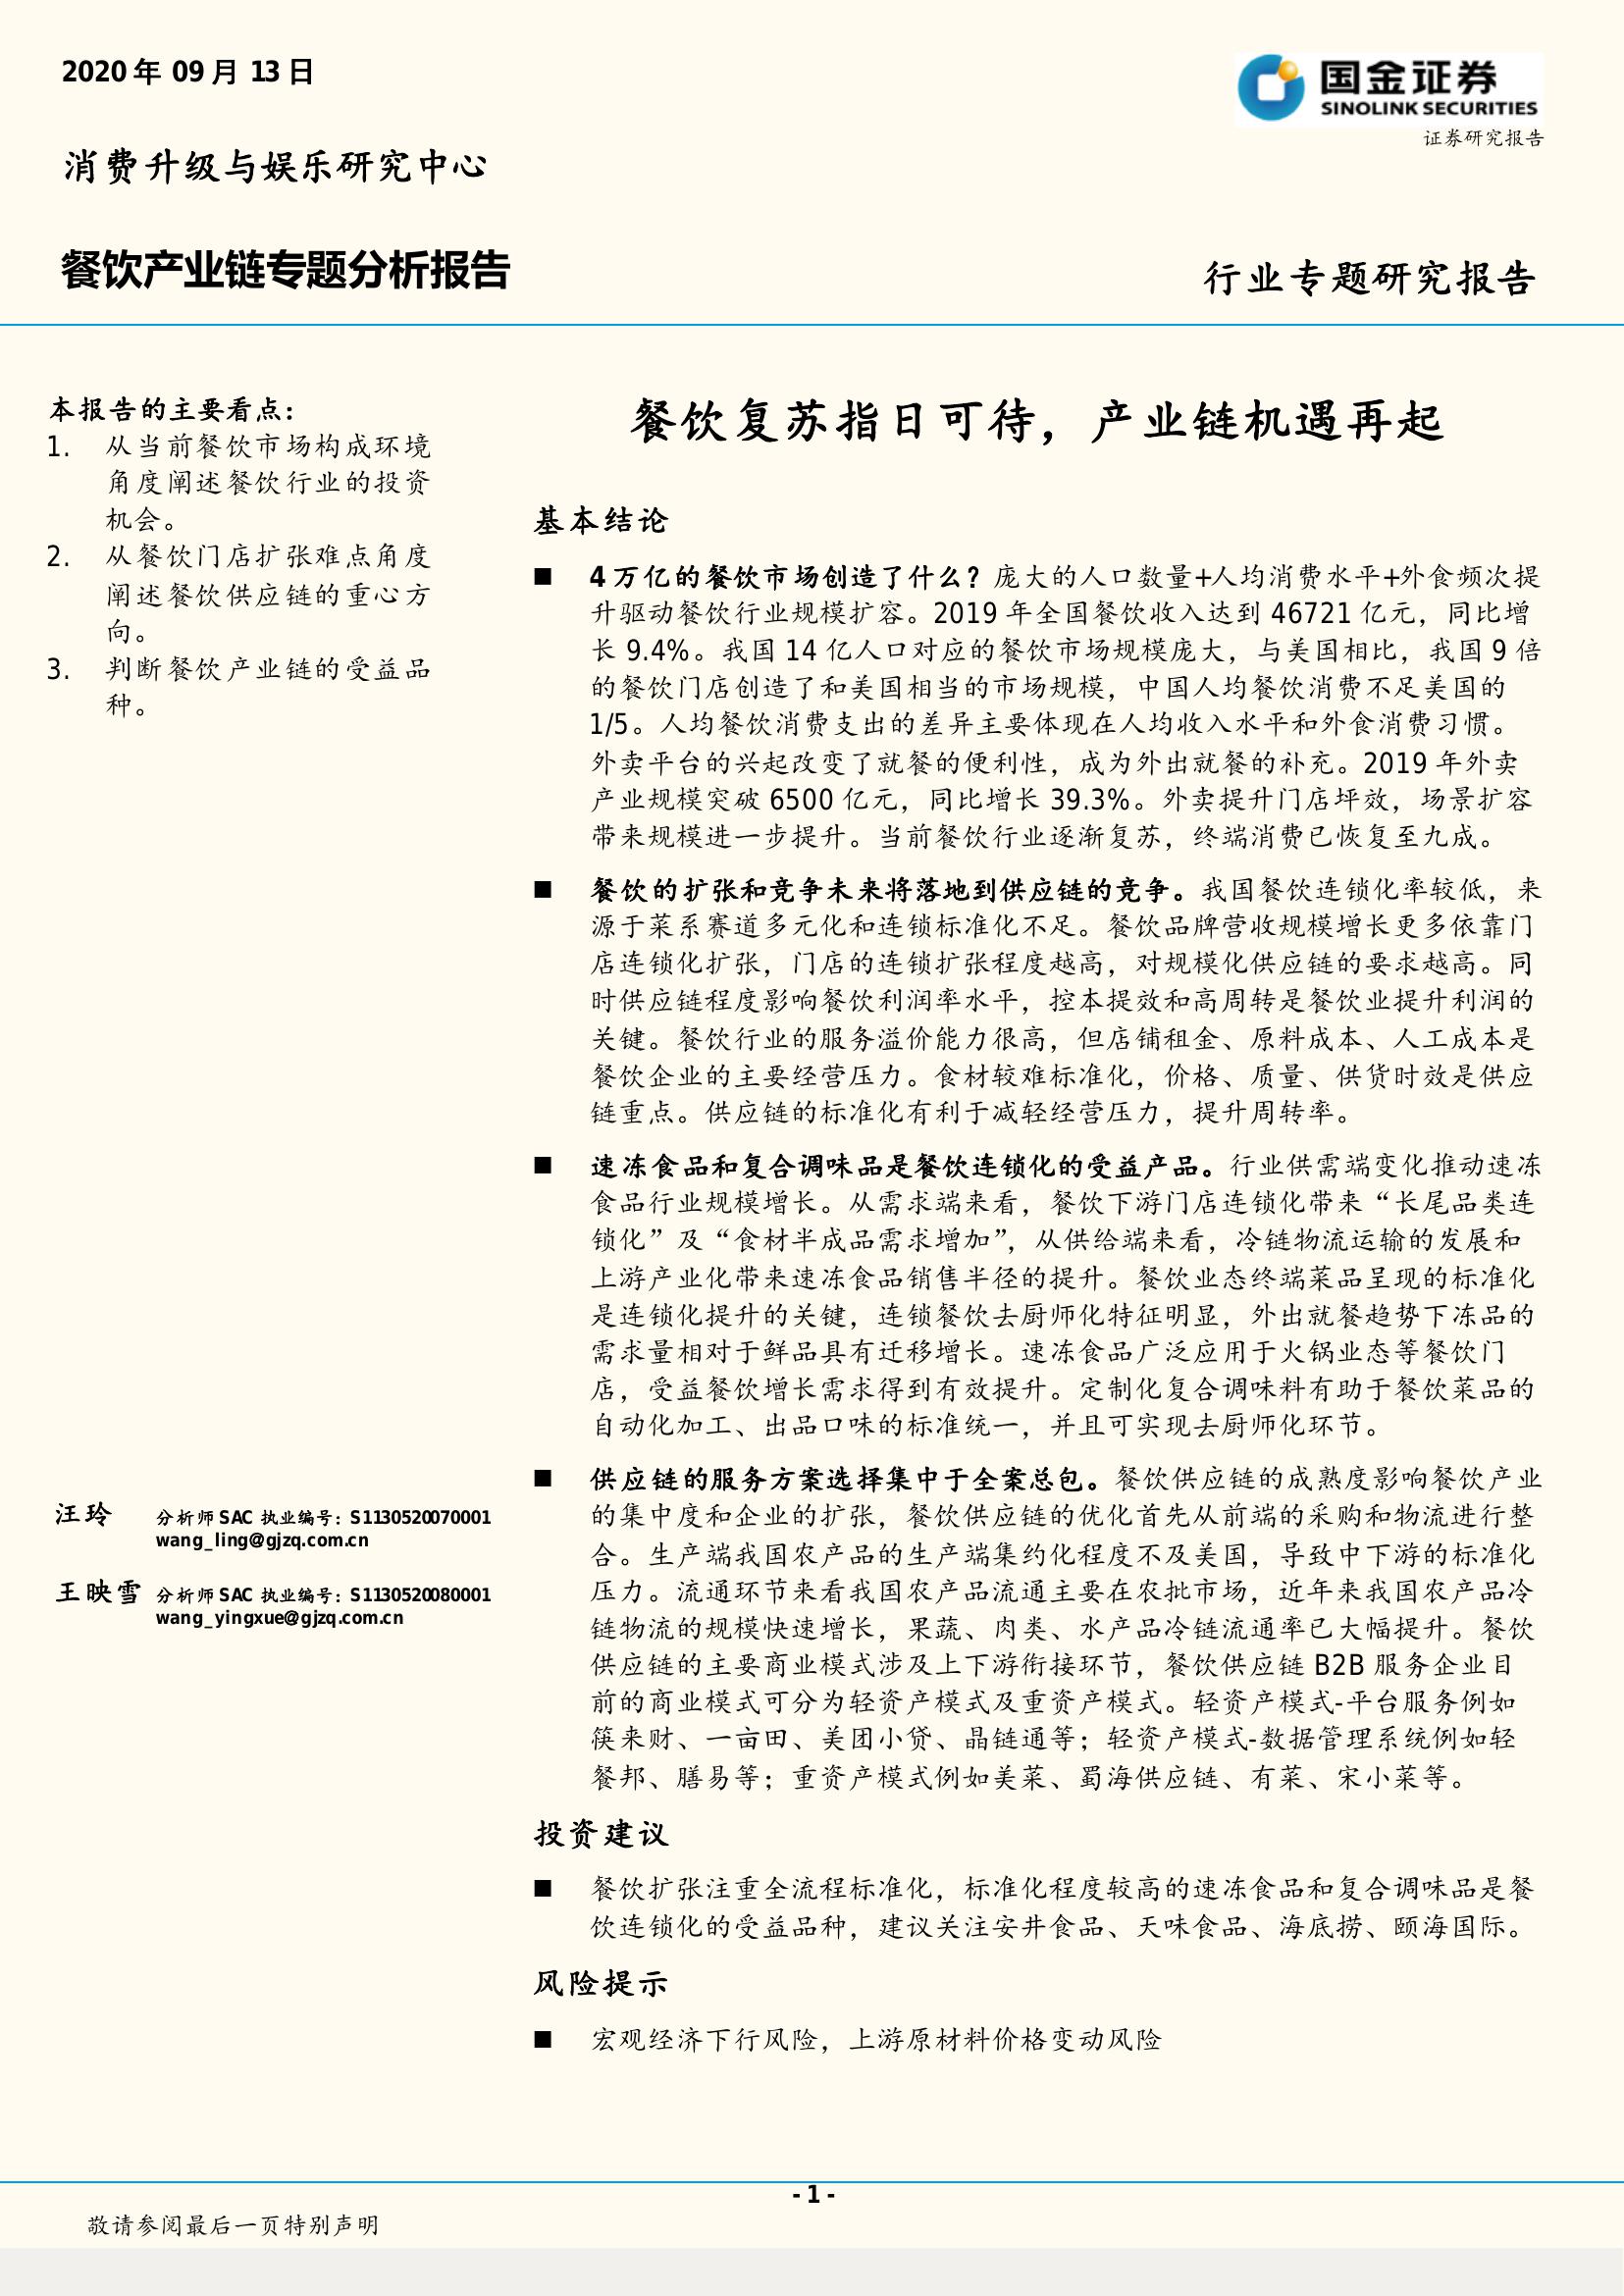 2020 年 09 月 13 日
国金证券
SINOLINK SECURITIES
证券研究报告
消费升级与娱乐研究中心
餐饮产业链专题分析报告
行业专题研究报告
本报告的主要看点：
1. 从当前餐饮市场构成环境
角度阐述餐饮行业的投资
机会。
2. 从餐饮门店扩张难点角度
阐述餐饮供应链的重心方
向。
3. 判断餐饮产业链的受益品
种。
汪玲 分析师 SAC 执业编号：S1130520070001
wang_ling@gjzq.com.cn
王映雪 分析师 SAC 执业编号：S1130520080001
wang_yingxue@gjzq.com.cn
餐饮复苏指日可待，产业链机遇再起
基本结论
■ 4 万亿的餐饮市场创造了什么？庞大的人口数量+人均消费水平+外食频次提
升驱动餐饮行业规模扩容。2019 年全国餐饮收入达到 46721 亿元，同比增
长 9.4%。我国 14 亿人口对应的餐饮市场规模庞大，与美国相比，我国 9 倍
的餐饮门店创造了和美国相当的市场规模，中国人均餐饮消费不足美国的
1/5。人均餐饮消费支出的差异主要体现在人均收入水平和外食消费习惯。
外卖平台的兴起改变了就餐的便利性，成为外出就餐的补充。2019 年外卖
产业规模突破 6500 亿元，同比增长 39.3%。外卖提升门店坪效，场景扩容
带来规模进一步提升。当前餐饮行业逐渐复苏，终端消费已恢复至九成。
■ 餐饮的扩张和竞争未来将落地到供应链的竞争。我国餐饮连锁化率较低，来
源于菜系赛道多元化和连锁标准化不足。餐饮品牌营收规模增长更多依靠门
店连锁化扩张，门店的连锁扩张程度越高，对规模化供应链的要求越高。同
时供应链程度影响餐饮利润率水平，控本提效和高周转是餐饮业提升利润的
关键。餐饮行业的服务溢价能力很高，但店铺租金、原料成本、人工成本是
餐饮企业的主要经营压力。食材较难标准化，价格、质量、供货时效是供应
链重点。供应链的标准化有利于减轻经营压力，提升周转率。
■ 速冻食品和复合调味品是餐饮连锁化的受益产品。行业供需端变化推动速冻
食品行业规模增长。从需求端来看，餐饮下游门店连锁化带来“长尾品类连
锁化”及“食材半成品需求增加”，从供给端来看，冷链物流运输的发展和
上游产业化带来速冻食品销售半径的提升。餐饮业态终端菜品呈现的标准化
是连锁化提升的关键，连锁餐饮去厨师化特征明显，外出就餐趋势下冻品的
需求量相对于鲜品具有迁移增长。速冻食品广泛应用于火锅业态等餐饮门
店，受益餐饮增长需求得到有效提升。定制化复合调味料有助于餐饮菜品的
自动化加工、出品口味的标准统一，并且可实现去厨师化环节。
■ 供应链的服务方案选择集中于全案总包。餐饮供应链的成熟度影响餐饮产业
的集中度和企业的扩张，餐饮供应链的优化首先从前端的采购和物流进行整
合。生产端我国农产品的生产端集约化程度不及美国，导致中下游的标准化
压力。流通环节来看我国农产品流通主要在农批市场，近年来我国农产品冷
链物流的规模快速增长，果蔬、肉类、水产品冷链流通率已大幅提升。餐饮
供应链的主要商业模式涉及上下游衔接环节，餐饮供应链 B2B 服务企业目
前的商业模式可分为轻资产模式及重资产模式。轻资产模式-平台服务例如
筷来财、一亩田、美团小贷、晶链通等；轻资产模式-数据管理系统例如轻
餐邦、膳易等；重资产模式例如美菜、蜀海供应链、有菜、宋小菜等。
投资建议
■ 餐饮扩张注重全流程标准化，标准化程度较高的速冻食品和复合调味品是餐
饮连锁化的受益品种，建议关注安井食品、天味食品、海底捞、颐海国际。
风险提示
■ 宏观经济下行风险，上游原材料价格变动风险
- 1 -
敬请参阅最后一页特别声明